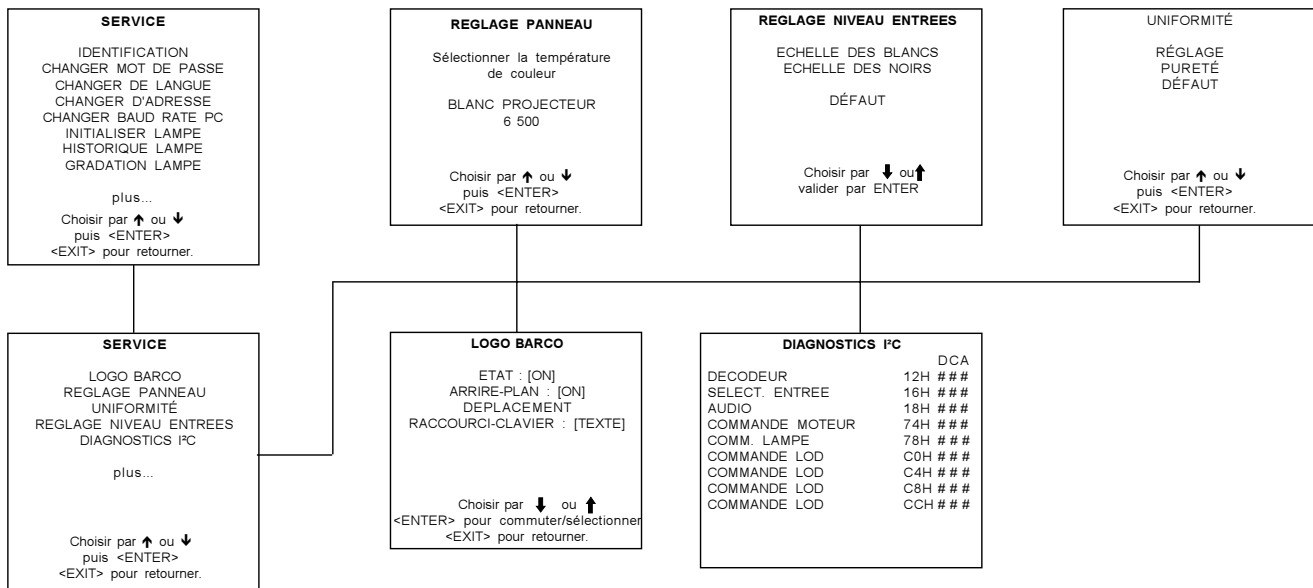 SERVICE
IDENTIFICATION
CHANGER MOT DE PASSE
CHANGER DE LANGUE
CHANGER D'ADRESSE
CHANGER BAUD RATE PC
INITIALISER LAMPE
HISTORIQUE LAMPE
GRADATION LAMPE
plus...
Choisir par ↑ ou ↓
puis <ENTER>
<EXIT> pour retourner.
REGLAGE PANNEAU
Sélectionner la température
de couleur
BLANC PROJECTEUR
6 500
Choisir par ↑ ou ↓
puis <ENTER>
<EXIT> pour retourner.
REGLAGE NIVEAU ENTREES
ECHELLE DES BLANCS
ECHELLE DES NOIRS
DÉFAUT
Choisir par ↓ ou ↑
valider par ENTER
UNIFORMITÉ
RÉGLAGE
PURETÉ
DÉFAUT
Choisir par ↑ ou ↓
puis <ENTER>
<EXIT> pour retourner.
SERVICE
LOGO BARCO
REGLAGE PANNEAU
UNIFORMITÉ
REGLAGE NIVEAU ENTREES
DIAGNOSTICS I²C
plus...
Choisir par ↑ ou ↓
puis <ENTER>
<EXIT> pour retourner.
LOGO BARCO
ETAT : [ON]
ARRIRE-PLAN : [ON]
DEPLACEMENT
RACCOURCI-CLAVIER : [TEXTE]
Choisir par ↓ ou ↑
<ENTER> pour commuter/sélectionner
<EXIT> pour retourner.
DIAGNOSTICS I²C
DCA
DECODEUR 12H ###
SELECT. ENTREE 16H ###
AUDIO 18H ###
COMMANDE MOTEUR 74H ###
COMM. LAMPE 78H ###
COMMANDE LOD C0H ###
COMMANDE LOD C4H ###
COMMANDE LOD C8H ###
COMMANDE LOD CCH ###